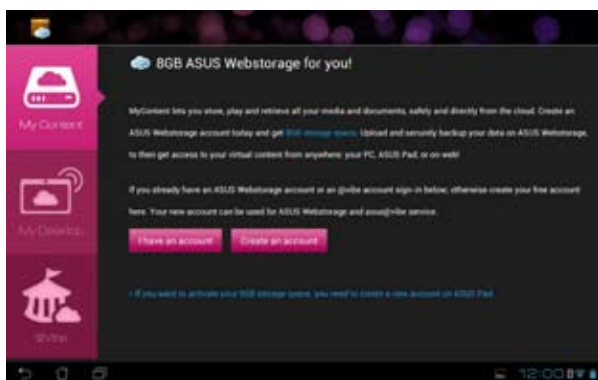 8GB ASUS Webstorage for you!
MyContent lets you store, play and retrieve all your media and documents, safely and directly from the cloud. Create an
ASUS Webstorage account today and get 8GB storage space. Upload and securely backup your data on ASUS Webstorage,
to then get access to your virtual content from anywhere: your PC, ASUS Pad, or on-web!
If you already have an ASUS Webstorage account or an @vibe account sign-in below, otherwise create your free account
here. Your new account can be used for ASUS Webstorage and asus@vibe service.
I have an account
Create an account
If you want to activate your 8GB storage space, you need to create a new account on ASUS Pad
My Content
My Desktop
@Vibe
12:00